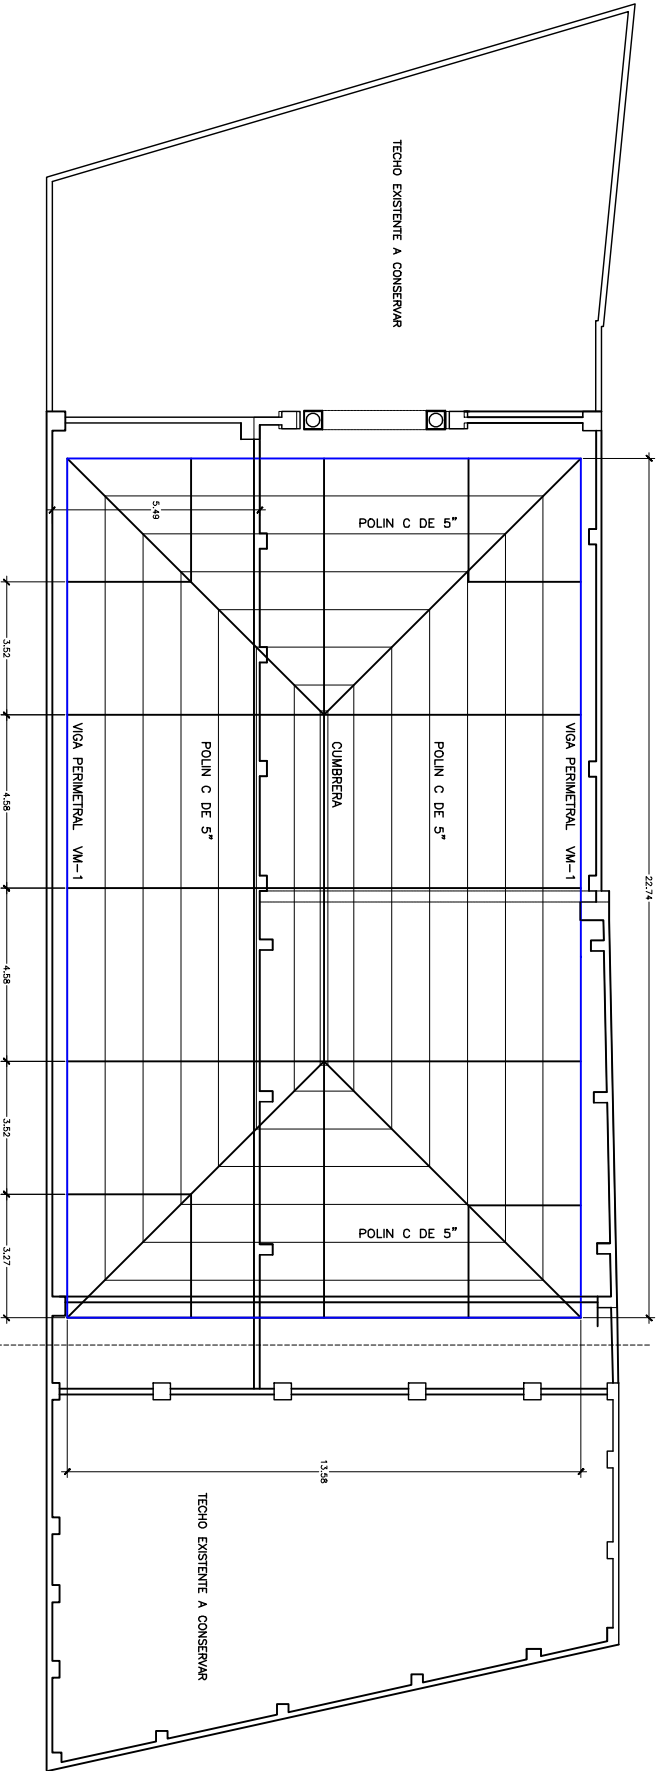 TECHO EXISTENTE A CONSERVAR
5.49
POLIN C DE 5"
3.52
VIGA PERIMETRAL VM-1
POLIN C DE 5"
CUMBRERA
POLIN C DE 5"
VIGA PERIMETRAL VM-1
4.58
22.74
4.58
3.52
POLIN C DE 5"
3.27
13.58
TECHO EXISTENTE A CONSERVAR